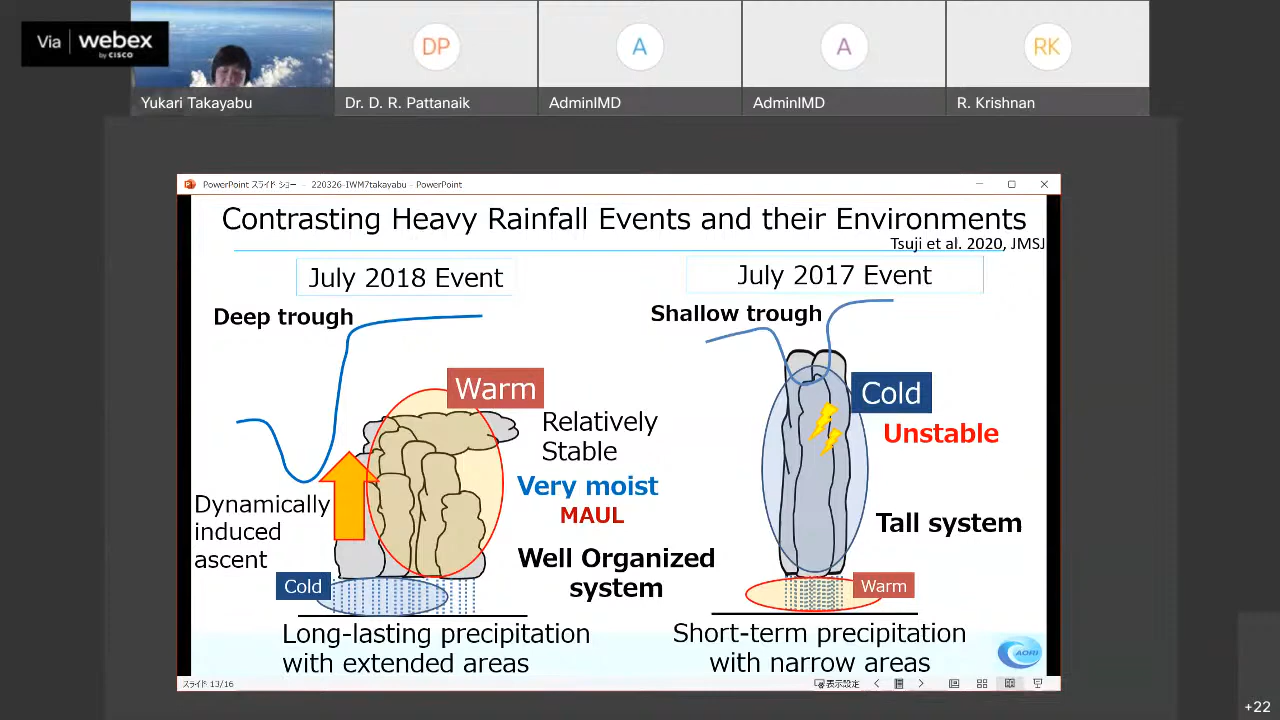 Via webex
by CISCO
DP
A
A
RK
Yukari Takayabu
Dr. D. R. Pattanaik
AdminIMD
AdminIMD
R. Krishnan
PowerPoint スライド ショー - 220326-IWM7takayabu - PowerPoint
Contrasting Heavy Rainfall Events and their Environments
Tsuji et al. 2020, JMSJ
July 2018 Event
Deep trough
Warm
Relatively
Stable
Very moist
MAUL
Dynamically
induced
ascent
Well Organized
system
Cold
Long-lasting precipitation
with extended areas
July 2017 Event
Shallow trough
Cold
Unstable
Tall system
Warm
Short-term precipitation
with narrow areas
AORI
スライド 13/16
表示設定
+22